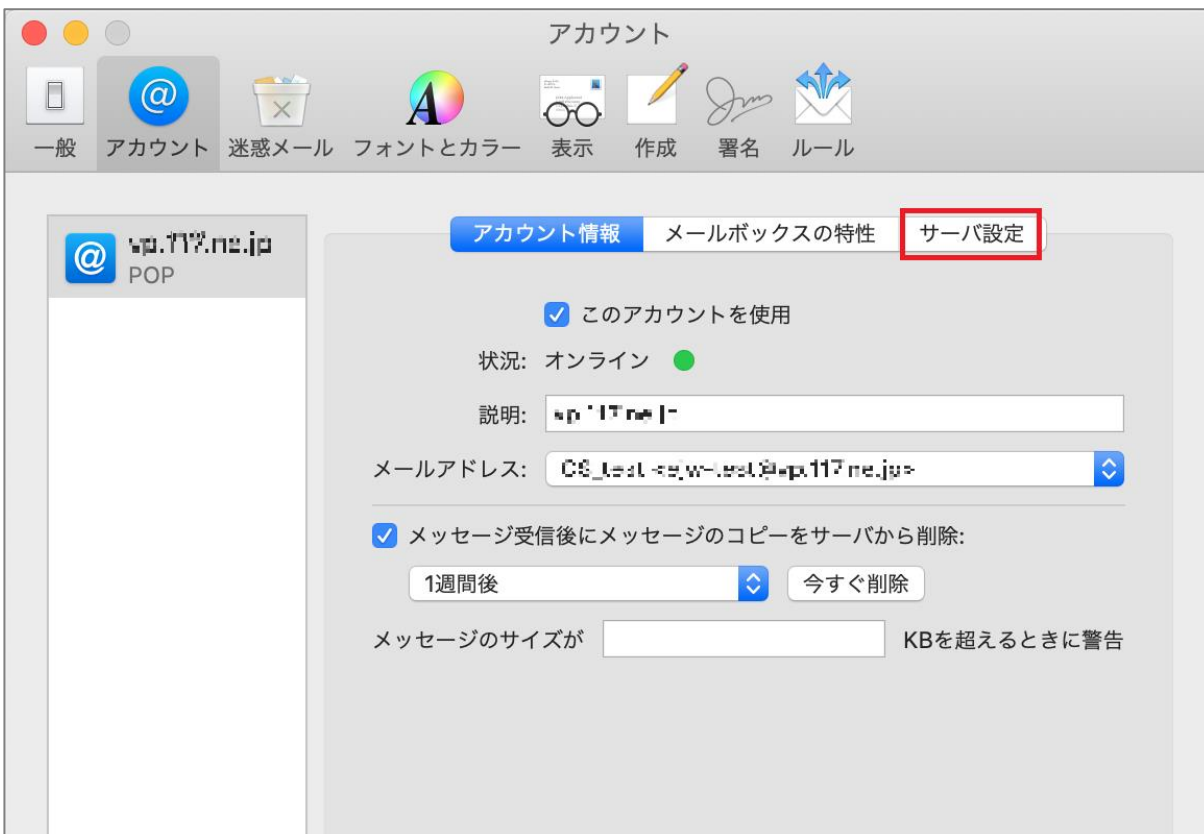 アカウント
一般 アカウント 迷惑メール フォントとカラー 表示 作成 署名 ルール
POP
アカウント情報 メールボックスの特性 サーバ設定
このアカウントを使用
状況: オンライン
説明:
メールアドレス:
メッセージ受信後にメッセージのコピーをサーバから削除:
1週間後 今すぐ削除
メッセージのサイズが KBを超えるときに警告